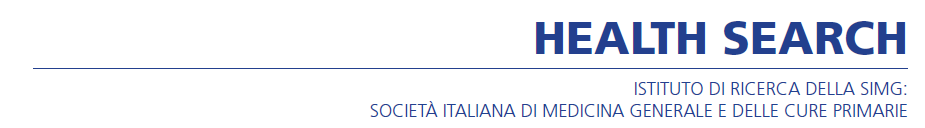 HEALTH SEARCH
ISTITUTO DI RICERCA DELLA SIMG:
SOCIETÀ ITALIANA DI MEDICINA GENERALE E DELLE CURE PRIMARIE